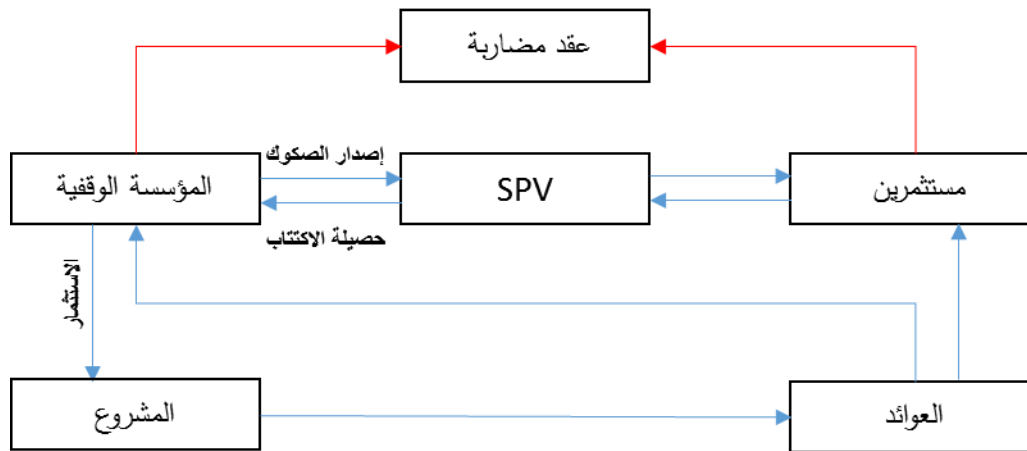 عقد مضاربة
إصدار الصكوك
مستثمرين
SPV
المؤسسة الوقفية
حصيلة الاكتتاب
الاستثمار
العوائد
المشروع